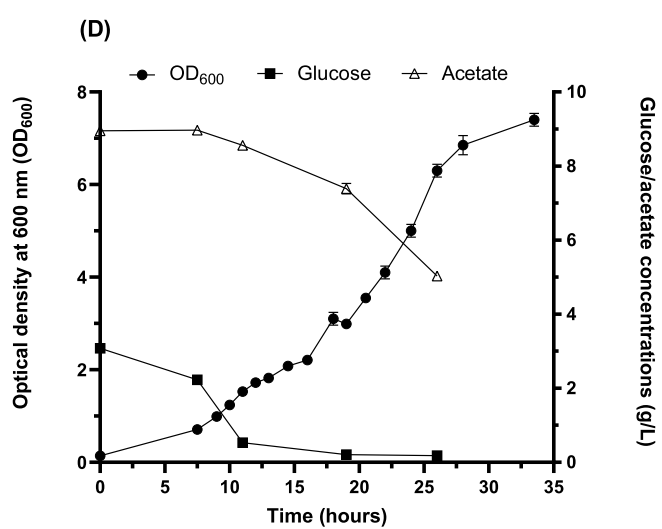 (D)
OD600 Glucose Acetate
Optical density at 600 nm (OD600)
8
6
4
2
0
10
8
6
4
2
0
Glucose/acetate concentrations (g/L)
0 5 10 15 20 25 30 35
Time (hours)